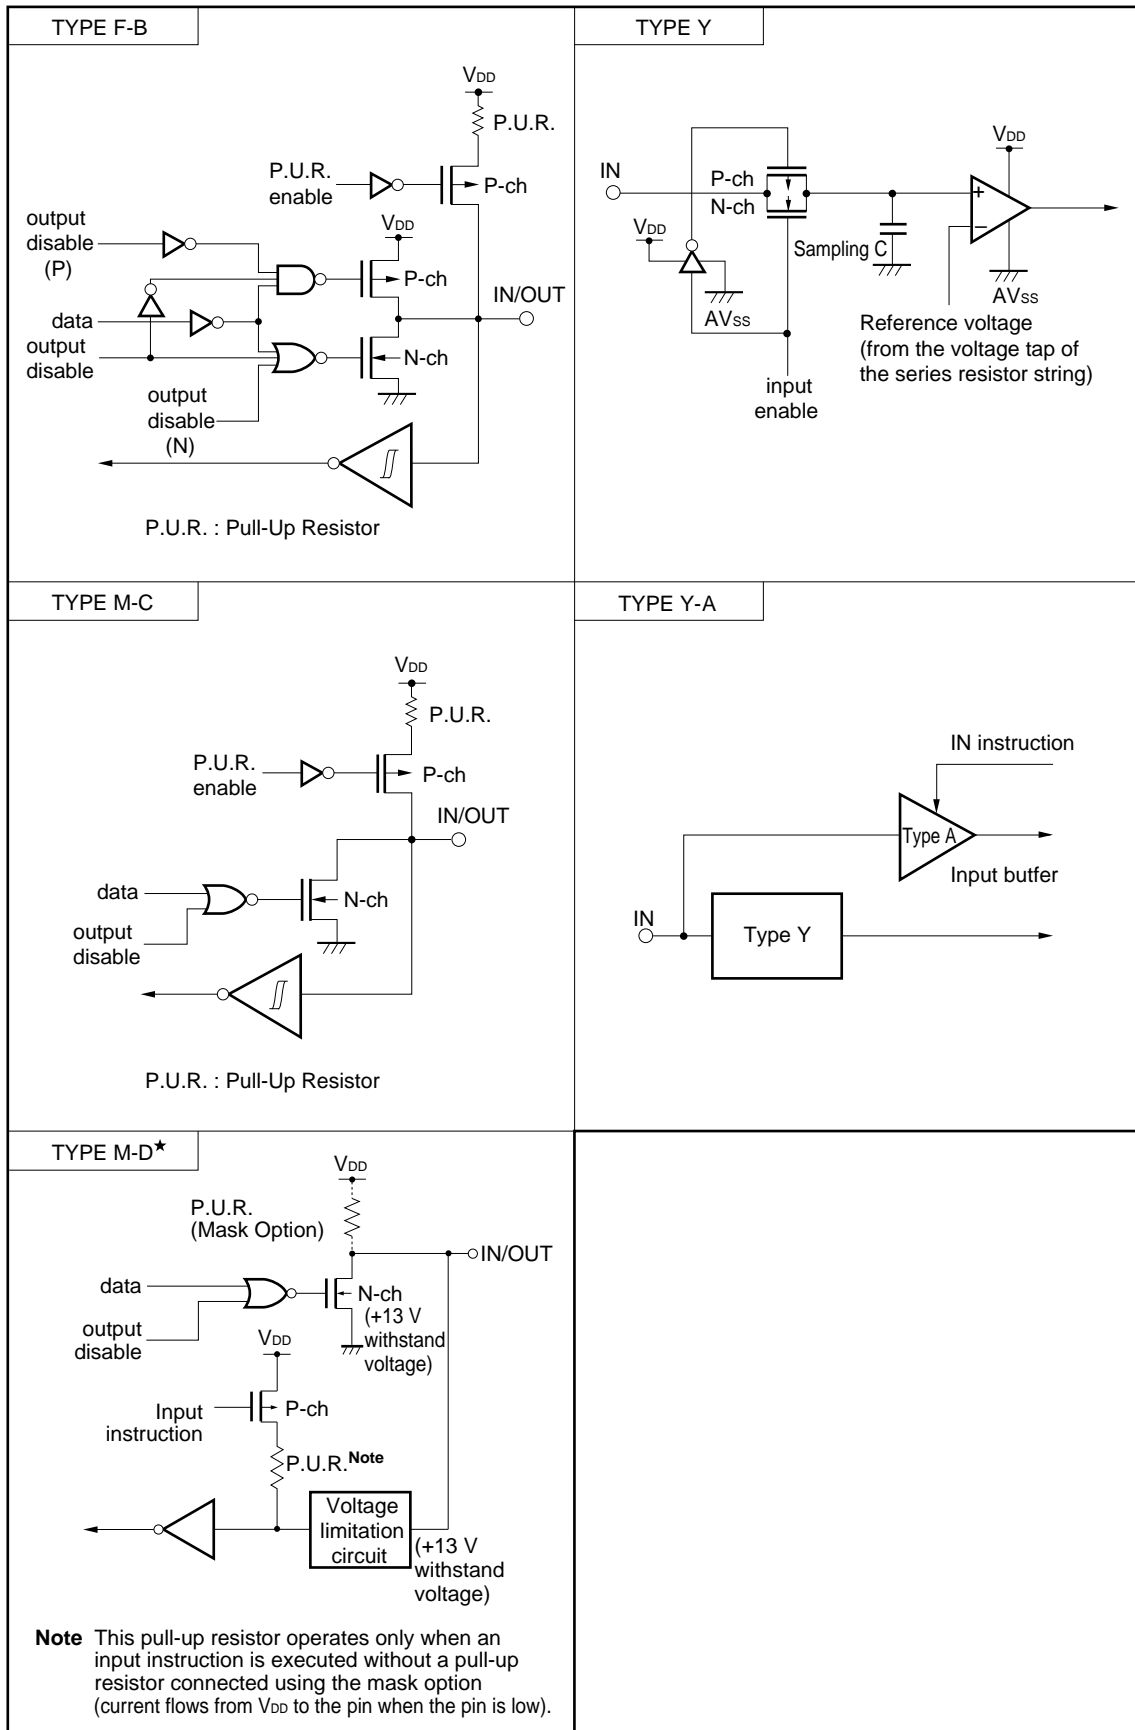 TYPE F-B
VDD
P.U.R.
P.U.R.
enable
P-ch
output
disable
(P)
VDD
P-ch
IN/OUT
data
output
disable
N-ch
output
disable
(N)
P.U.R. : Pull-Up Resistor
TYPE Y
VDD
IN
P-ch
N-ch
+
−
VDD
Sampling C
AVSS
AVSS
Reference voltage
(from the voltage tap of
the series resistor string)
input
enable
TYPE M-C
VDD
P.U.R.
P.U.R.
enable
P-ch
IN/OUT
data
N-ch
output
disable
P.U.R. : Pull-Up Resistor
TYPE Y-A
IN instruction
Type A
Input butfer
IN
Type Y
TYPE M-D★
VDD
P.U.R.
(Mask Option)
IN/OUT
data
N-ch
(+13 V
withstand
voltage)
output
disable
VDD
Input
instruction
P-ch
P.U.R.Note
Voltage
limitation
circuit
(+13 V
withstand
voltage)
Note This pull-up resistor operates only when an
input instruction is executed without a pull-up
resistor connected using the mask option
(current flows from VDD to the pin when the pin is low).